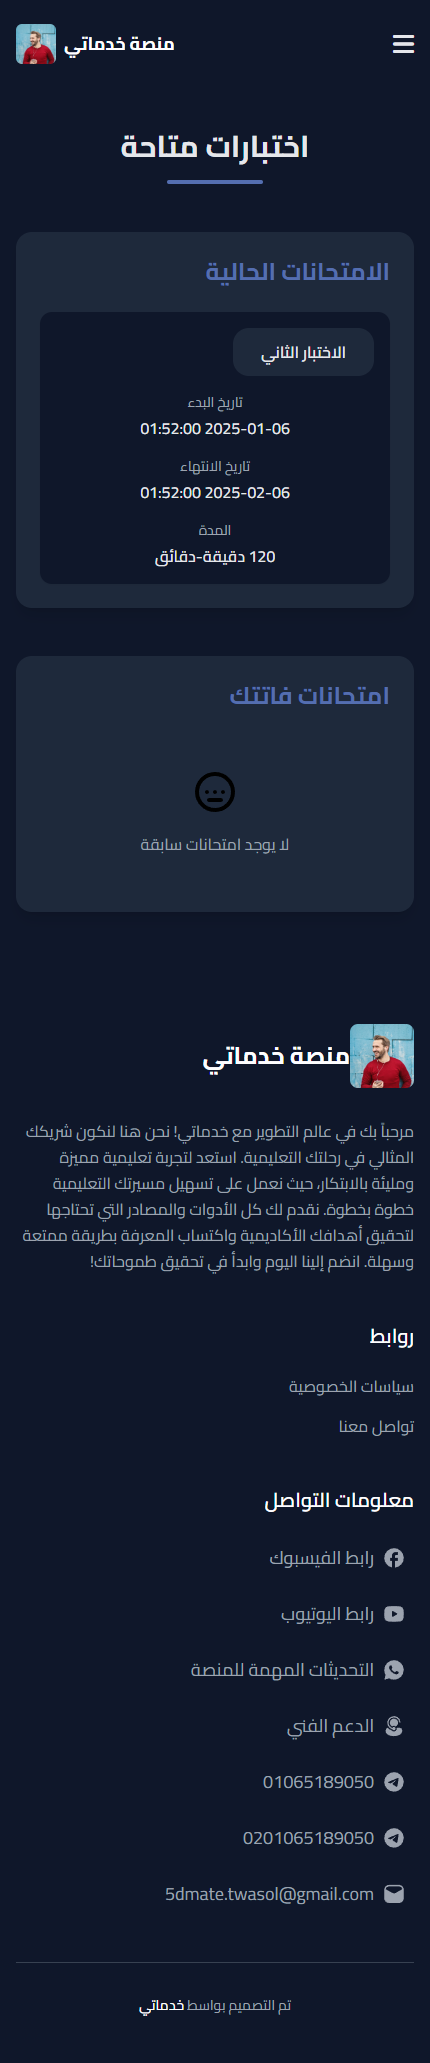 منصة خدماتي
اختبارات متاحة
الامتحانات الحالية
الاختبار الثاني
تاريخ البدء
2025-01-06 01:52:00
تاريخ الانتهاء
2025-02-06 01:52:00
المدة
120 دقيقة-دقائق
امتحانات فاتتك
لا يوجد امتحانات سابقة
منصة خدماتي
مرحباً بك في عالم التطوير مع خدماتي! نحن هنا لنكون شريكك
المثالي في رحلتك التعليمية. استعد لتجربة تعليمية مميزة
ومليئة بالابتكار، حيث نعمل على تسهيل مسيرتك التعليمية
خطوة بخطوة. نقدم لك كل الأدوات والمصادر التي تحتاجها
لتحقيق أهدافك الأكاديمية واكتساب المعرفة بطريقة ممتعة
وسهلة. انضم إلينا اليوم وابدأ في تحقيق طموحاتك!
روابط
سياسات الخصوصية
تواصل معنا
معلومات التواصل
رابط الفيسبوك
رابط اليوتيوب
التحديثات المهمة للمنصة
الدعم الفني
01065189050
0201065189050
5dmate.twasol@gmail.com
تم التصميم بواسط خدماتي